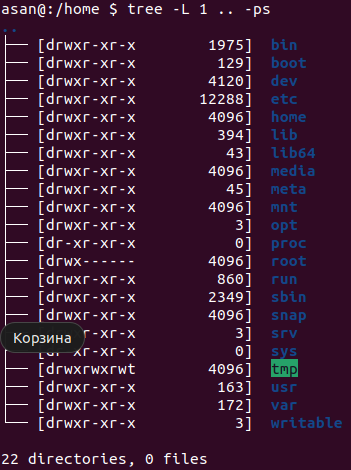 asan@:/home $ tree -L 1 .. -ps
..
├── [drwxr-xr-x        1975]  bin
├── [drwxr-xr-x         129]  boot
├── [drwxr-xr-x        4120]  dev
├── [drwxr-xr-x       12288]  etc
├── [drwxr-xr-x        4096]  home
├── [drwxr-xr-x         394]  lib
├── [drwxr-xr-x          43]  lib64
├── [drwxr-xr-x        4096]  media
├── [drwxr-xr-x          45]  meta
├── [drwxr-xr-x        4096]  mnt
├── [drwxr-xr-x           3]  opt
├── [dr-xr-xr-x           0]  proc
├── [drwx------        4096]  root
├── [drwxr-xr-x         860]  run
├── [drwxr-xr-x        2349]  sbin
├── [drwxr-xr-x        4096]  snap
Корзина
xr-xr-x           3]  srv
xr-xr-x           0]  sys
├── [drwxrwxrwt        4096]  tmp
├── [drwxr-xr-x         163]  usr
├── [drwxr-xr-x         172]  var
└── [drwxr-xr-x           3]  writable
22 directories, 0 files